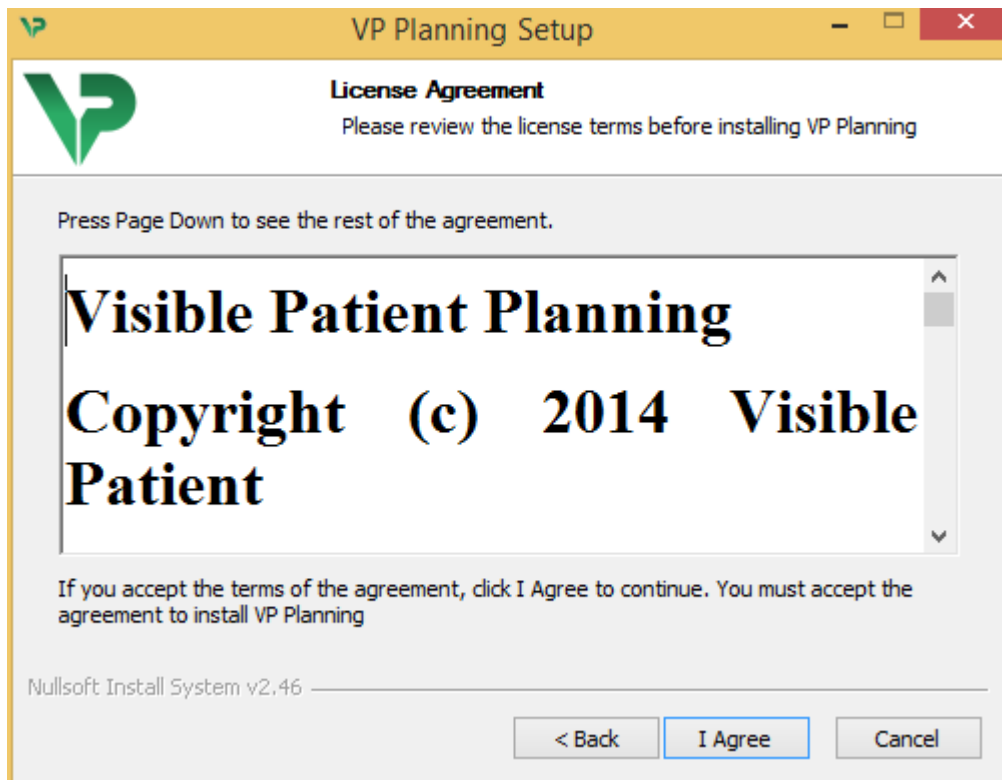 VP Planning Setup
VP
License Agreement
Please review the license terms before installing VP Planning
Press Page Down to see the rest of the agreement.
Visible Patient Planning
Copyright (c) 2014 Visible
Patient
If you accept the terms of the agreement, click I Agree to continue. You must accept the
agreement to install VP Planning
Nullsoft Install System v2.46
< Back
I Agree
Cancel